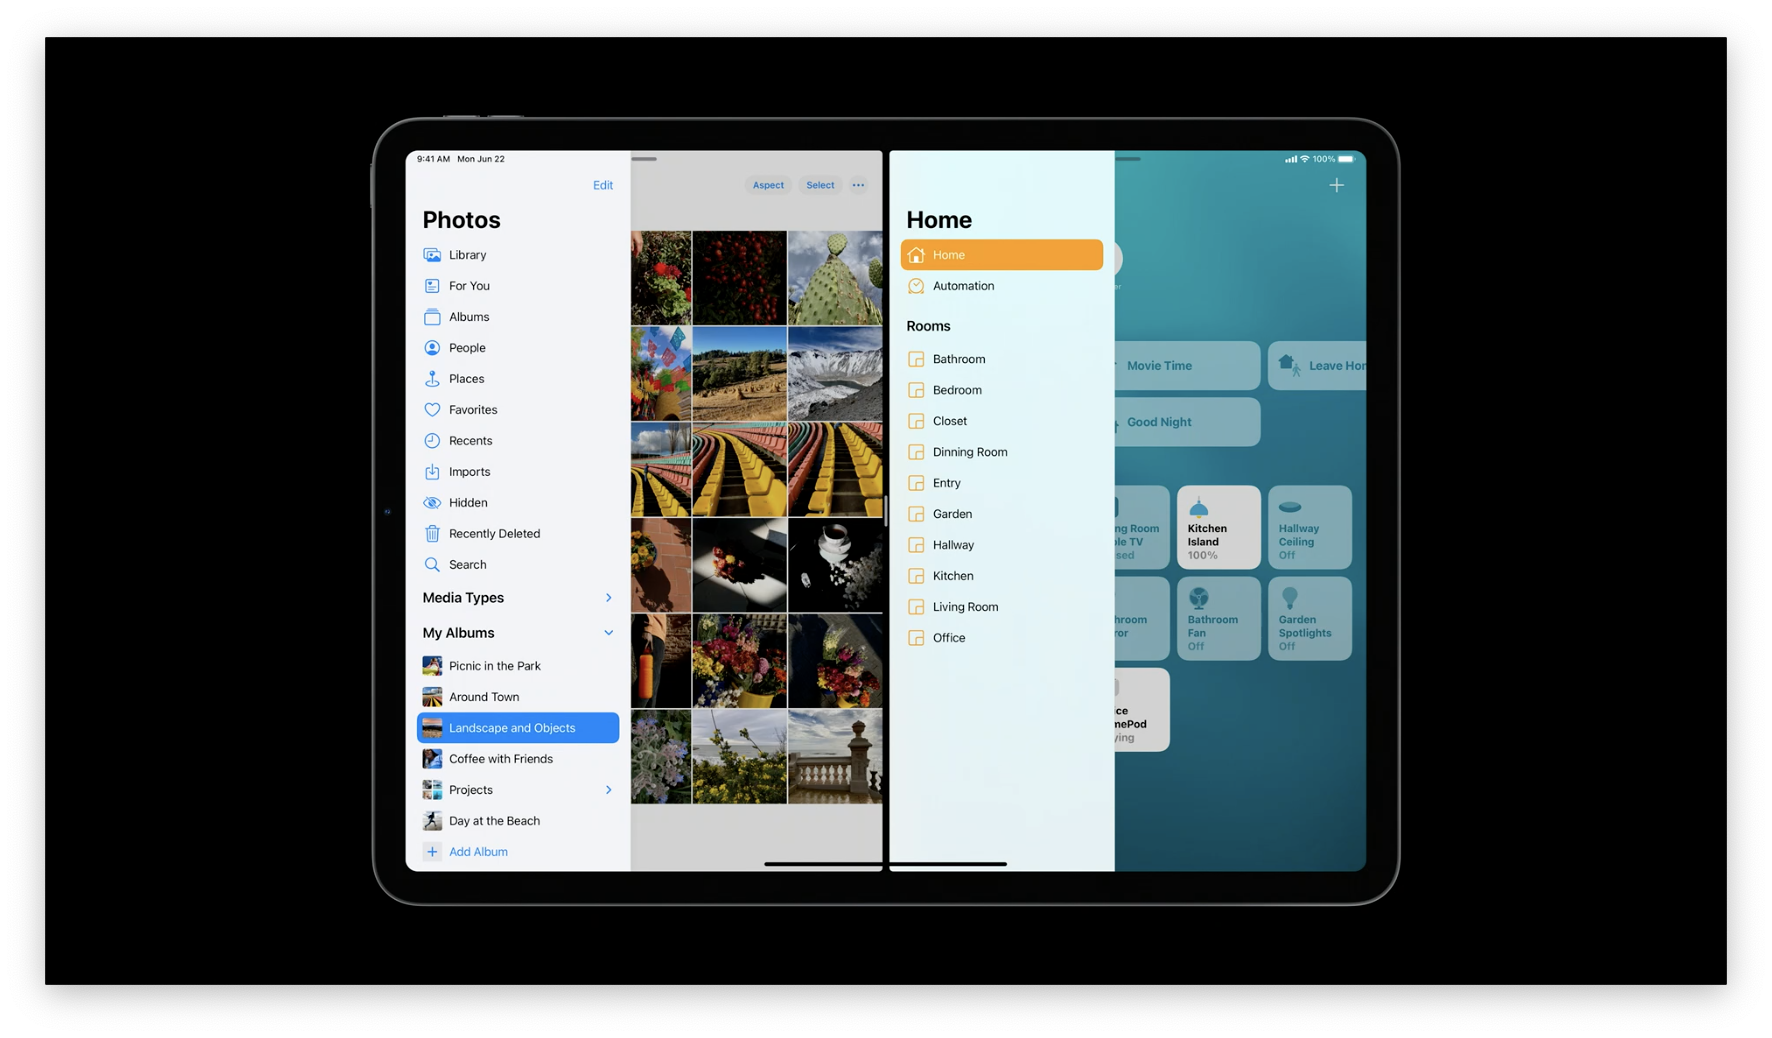 9:41 AM Mon Jun 22
Edit
Photos
Library
For You
Albums
People
Places
Favorites
Recents
Imports
Hidden
Recently Deleted
Search
Media Types
My Albums
Picnic in the Park
Around Town
Landscape and Objects
Coffee with Friends
Projects
Day at the Beach
Add Album
Aspect
Select
Home
Home
Automation
Rooms
Bathroom
Bedroom
Closet
Dinning Room
Entry
Garden
Hallway
Kitchen
Living Room
Office
100%
er
Movie Time
Leave Hor
Good Night
ng Room
le TV
sed
Kitchen
Island
100%
Hallway
Ceiling
Off
hroom
ror
Bathroom
Fan
Off
Garden
Spotlights
Off
ice
mePod
ying